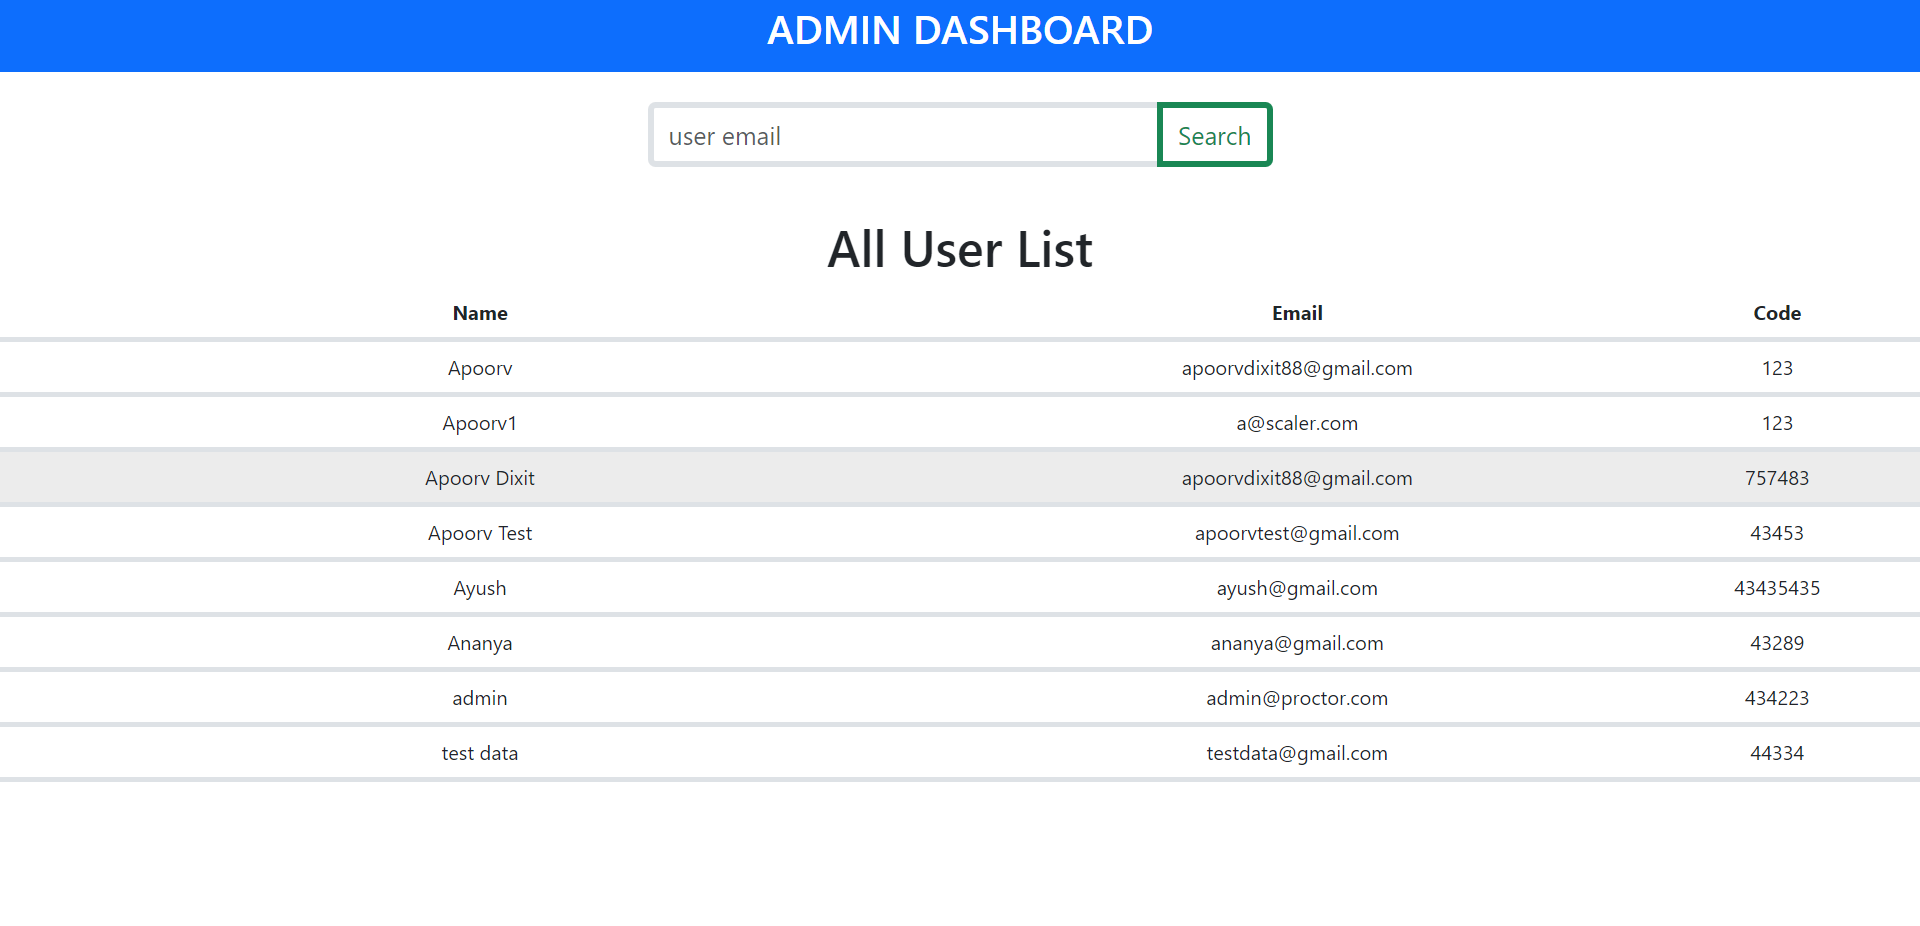 ADMIN DASHBOARD
user email Search
All User List
Name Email Code
Apoorv apoorvdixit88@gmail.com 123
Apoorv1 a@scaler.com 123
Apoorv Dixit apoorvdixit88@gmail.com 757483
Apoorv Test apoorvtest@gmail.com 43453
Ayush ayush@gmail.com 43435435
Ananya ananya@gmail.com 43289
admin admin@proctor.com 434223
test data testdata@gmail.com 44334